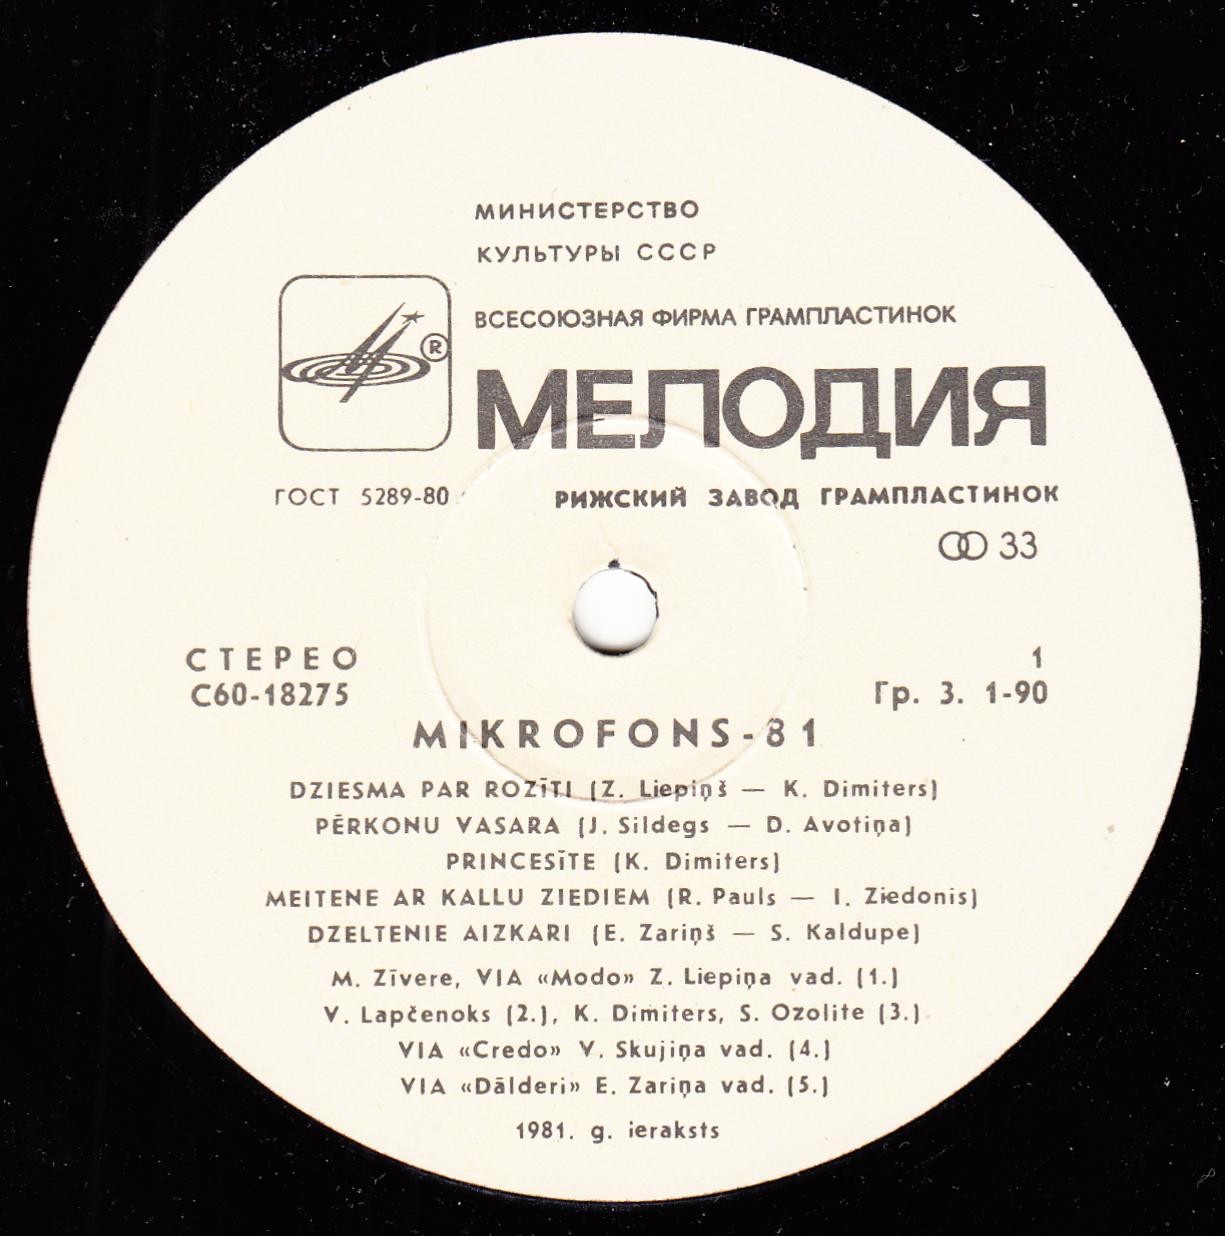 МИНИСТЕРСТВО
КУЛЬТУРЫ СССР
ВСЕСОЮЗНАЯ ФИРМА ГРАМПЛАСТИНОК
®
МЕЛОДИЯ
ГОСТ 5289-80
РИЖСКИЙ ЗАВОД ГРАМПЛАСТИНОК
33
СТЕРЕО
1
С60-18275
Гр. 3. 1-90
MIKROFONS-81
DZIESMA PAR ROZĪTI (Z. Liepiņš — K. Dimiters)
PĒRKONU VASARA (J. Sildegs — D. Avotiņa)
PRINCESĪTE (K. Dimiters)
MEITENE AR KALLU ZIEDIEM (R. Pauls — I. Ziedonis)
DZELTENIE AIZKARI (E. Zariņš — S. Kaldupe)
M. Zīvere, VIA «Modo» Z. Liepiņa vad. (1.)
V. Lapčenoks (2.), K. Dimiters, S. Ozolite (3.)
VIA «Credo» V. Skujiņa vad. (4.)
VIA «Dālderi» E. Zariņa vad. (5.)
1981. g. ieraksts